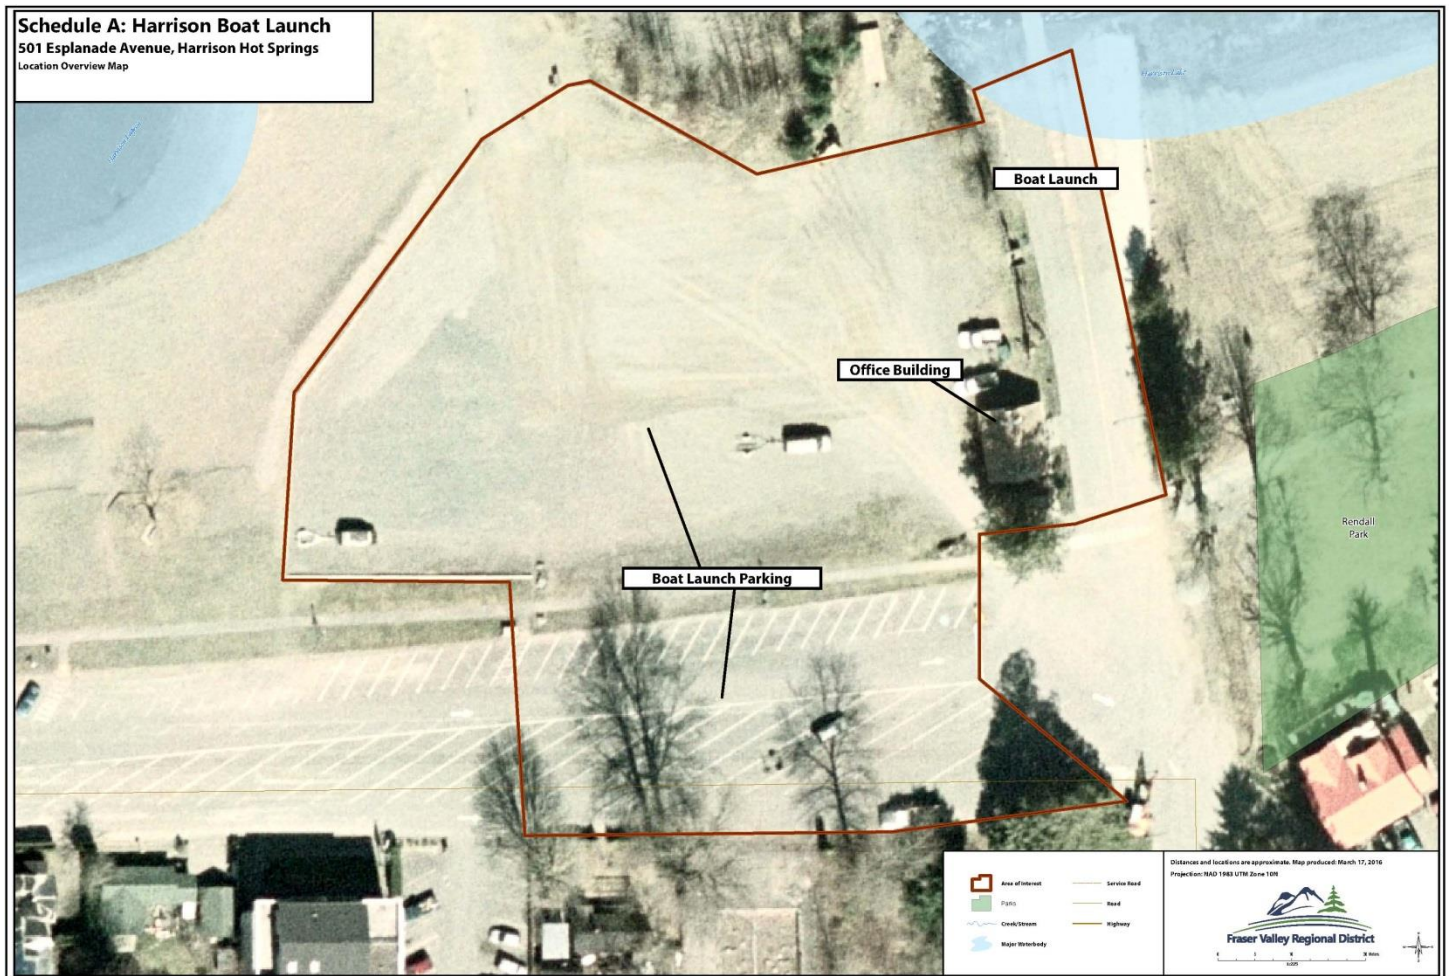 Schedule A: Harrison Boat Launch
501 Esplanade Avenue, Harrison Hot Springs
Location Overview Map
Boat Launch
Office Building
Boat Launch Parking
Rendall
Park
Area of Interest
Parks
Creek/Stream
Major Waterbody
Service Road
Road
Highway
Distances and locations are approximate. Map produced: March 17, 2016
Projection: NAD 1983 UTM Zone 10N
Fraser Valley Regional District